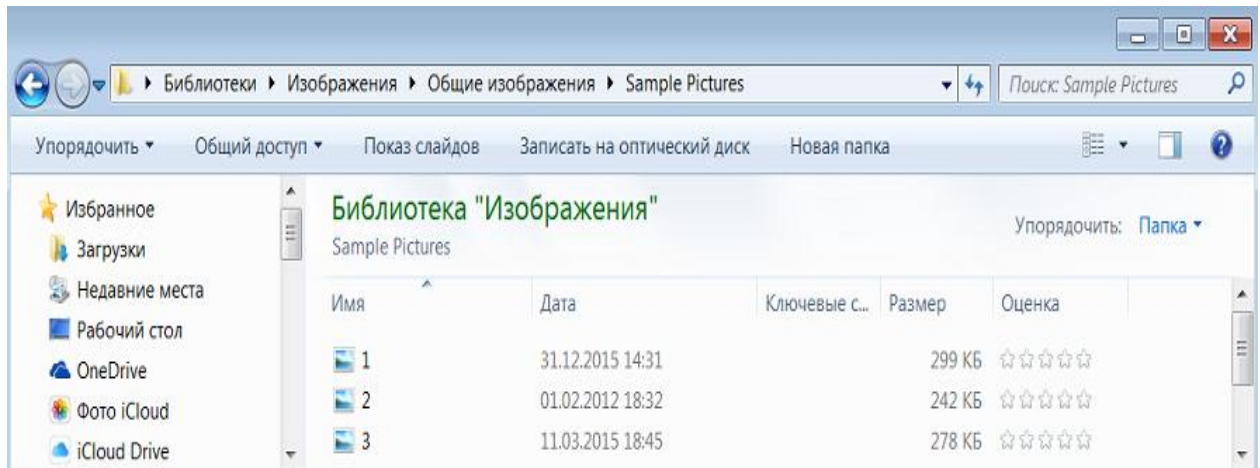 Библиотеки Изображения Общие изображения Sample Pictures Поиск: Sample Pictures
Упорядочить Общий доступ Показ слайдов Записать на оптический диск Новая папка
Избранное
Загрузки
Недавние места
Рабочий стол
OneDrive
Фото iCloud
iCloud Drive
Библиотека "Изображения"
Sample Pictures
Упорядочить: Папка
Имя Дата Ключевые с... Размер Оценка
1 31.12.2015 14:31 299 КБ
2 01.02.2012 18:32 242 КБ
3 11.03.2015 18:45 278 КБ